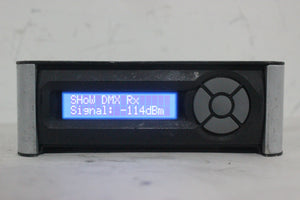 SHoW DMX Rx
Signal: -114dBm